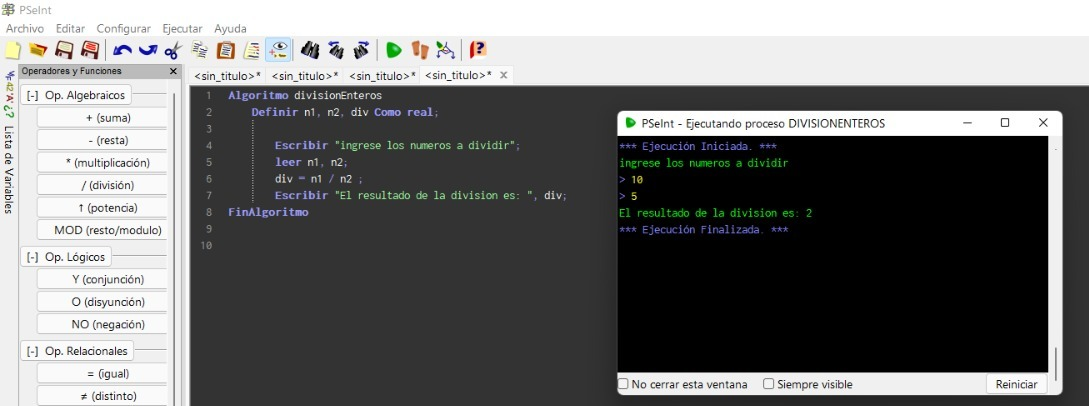 PSeInt
Archivo Editar Configurar Ejecutar Ayuda
Operadores y Funciones
[-] Op. Algebraicos
+ (suma)
- (resta)
* (multiplicación)
/ (división)
↑ (potencia)
MOD (resto/modulo)
[-] Op. Lógicos
Y (conjunción)
O (disyunción)
NO (negación)
[-] Op. Relacionales
= (igual)
≠ (distinto)
Lista de Variables
<sin_titulo>* <sin_titulo>* <sin_titulo>* <sin_titulo>*
1 Algoritmo divisionEnteros
2 Definir n1, n2, div Como real;
3
4 Escribir "ingrese los numeros a dividir";
5 leer n1, n2;
6 div = n1 / n2 ;
7 Escribir "El resultado de la division es: ", div;
8 FinAlgoritmo
9
10
PSeInt - Ejecutando proceso DIVISIONENTEROS
*** Ejecución Iniciada. ***
ingrese los numeros a dividir
> 10
> 5
El resultado de la division es: 2
*** Ejecución Finalizada. ***
No cerrar esta ventana Siempre visible Reiniciar